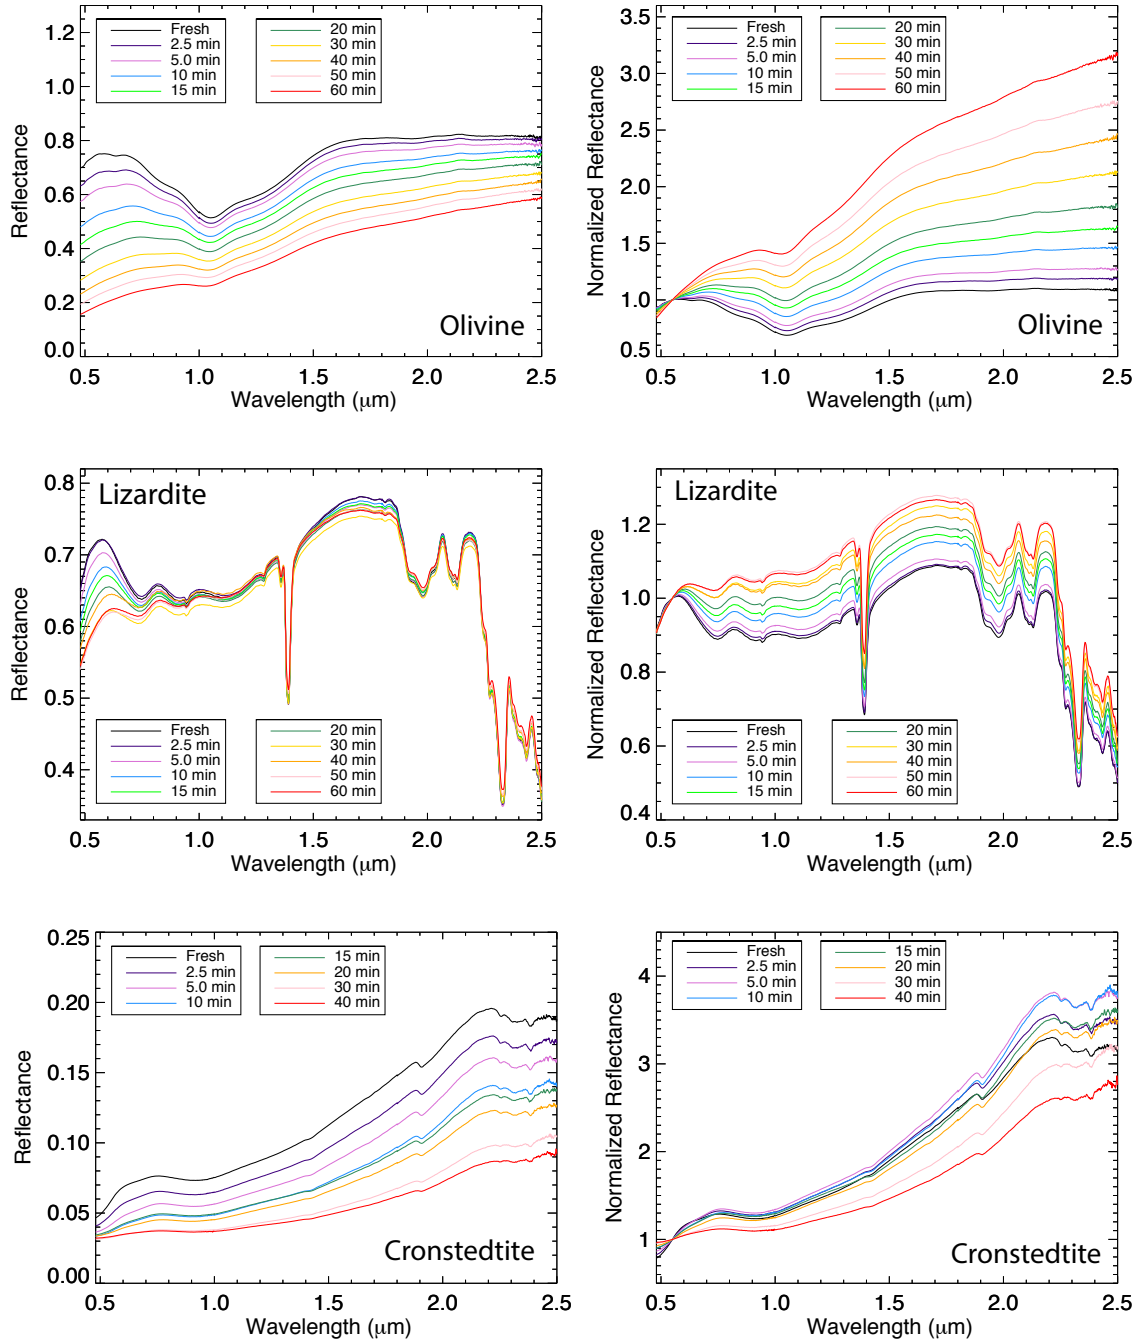 1.2
1.0
0.8
0.6
0.4
0.2
0.0
Reflectance
Fresh
2.5 min
5.0 min
10 min
15 min
20 min
30 min
40 min
50 min
60 min
Olivine
0.5 1.0 1.5 2.0 2.5
Wavelength (μm)
3.5
3.0
2.5
2.0
1.5
1.0
0.5
Normalized Reflectance
Fresh
2.5 min
5.0 min
10 min
15 min
20 min
30 min
40 min
50 min
60 min
Olivine
0.5 1.0 1.5 2.0 2.5
Wavelength (μm)
0.8
0.7
0.6
0.5
0.4
Reflectance
Lizardite
Fresh
2.5 min
5.0 min
10 min
15 min
20 min
30 min
40 min
50 min
60 min
0.5 1.0 1.5 2.0 2.5
Wavelength (μm)
1.2
1.0
0.8
0.6
0.4
Normalized Reflectance
Lizardite
Fresh
2.5 min
5.0 min
10 min
15 min
20 min
30 min
40 min
50 min
60 min
0.5 1.0 1.5 2.0 2.5
Wavelength (μm)
0.25
0.20
0.15
0.10
0.05
0.00
Reflectance
Fresh
2.5 min
5.0 min
10 min
15 min
20 min
30 min
40 min
Cronstedtite
0.5 1.0 1.5 2.0 2.5
Wavelength (μm)
4
3
2
1
Normalized Reflectance
Fresh
2.5 min
5.0 min
10 min
15 min
20 min
30 min
40 min
Cronstedtite
0.5 1.0 1.5 2.0 2.5
Wavelength (μm)